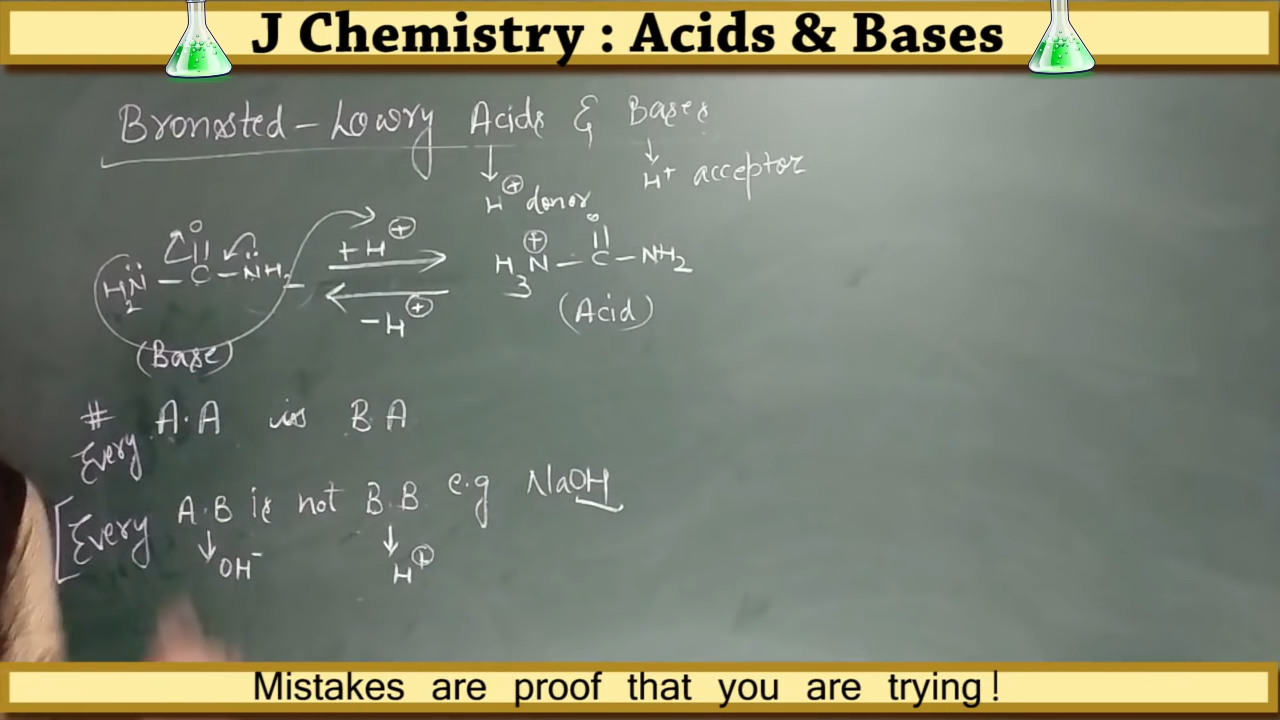 J Chemistry : Acids & Bases
Bronsted - Lowry Acids & Bases
H⊕ donor
H+ acceptor
H2N̈ - C(=O) - N̈H2
+H⊕
-H⊕
H3N⊕ - C(=O) - NH2
(Base)
(Acid)
# Every A.A is B.A
[Every A.B is not B.B e.g NaOH
OH-
H⊕
Mistakes are proof that you are trying!